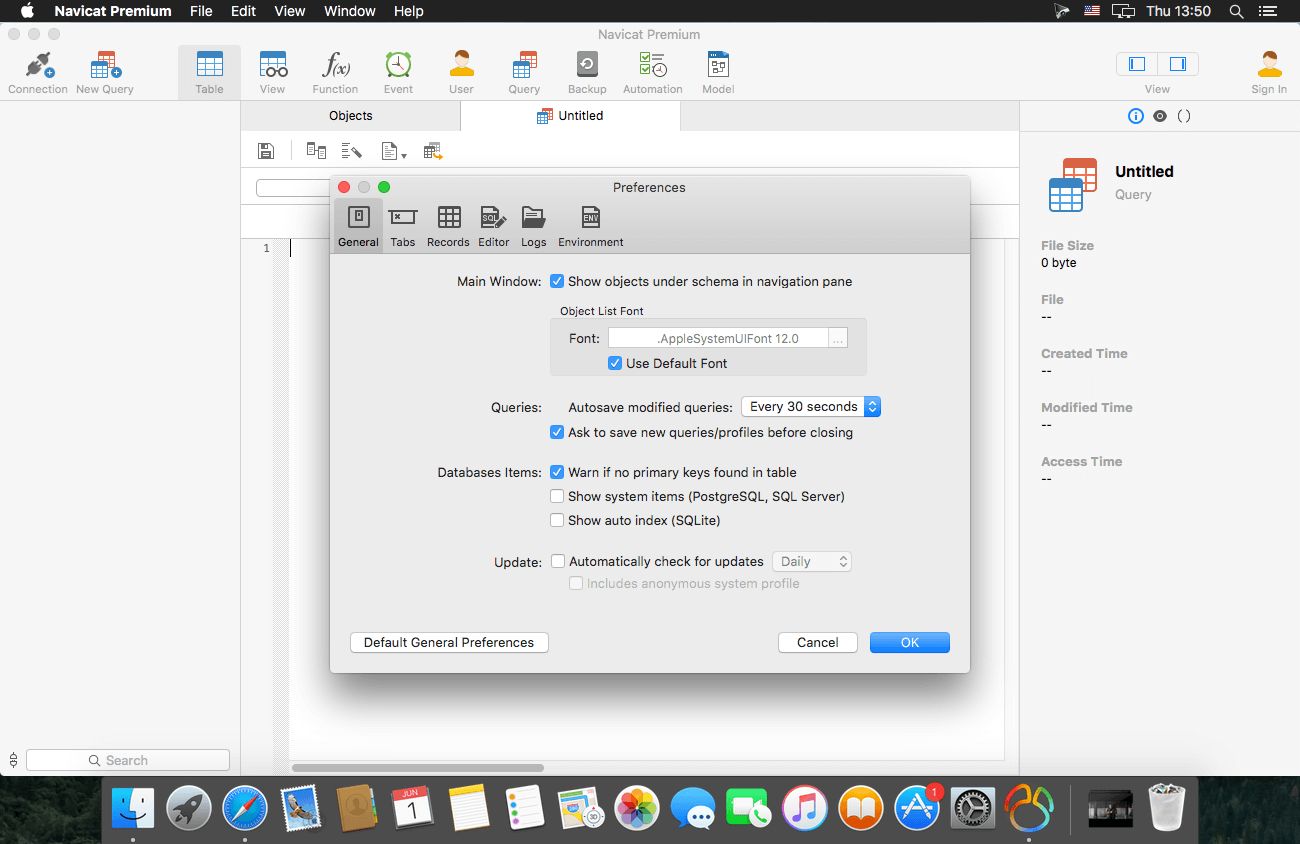 Navicat Premium File Edit View Window Help Thu 13:50
Navicat Premium
Connection New Query Table View Function Event User Query Backup Automation Model View Sign In
f(x)
Objects Untitled
Preferences
SQL ENV
General Tabs Records Editor Logs Environment
1
Main Window: Show objects under schema in navigation pane
Object List Font
Font: .AppleSystemUIFont 12.0 ...
Use Default Font
Queries: Autosave modified queries: Every 30 seconds
Ask to save new queries/profiles before closing
Databases Items: Warn if no primary keys found in table
Show system items (PostgreSQL, SQL Server)
Show auto index (SQLite)
Update: Automatically check for updates Daily
Includes anonymous system profile
Default General Preferences Cancel OK
Untitled
Query
File Size
0 byte
File
--
Created Time
--
Modified Time
--
Access Time
--
Search
JUN
1
3D
1